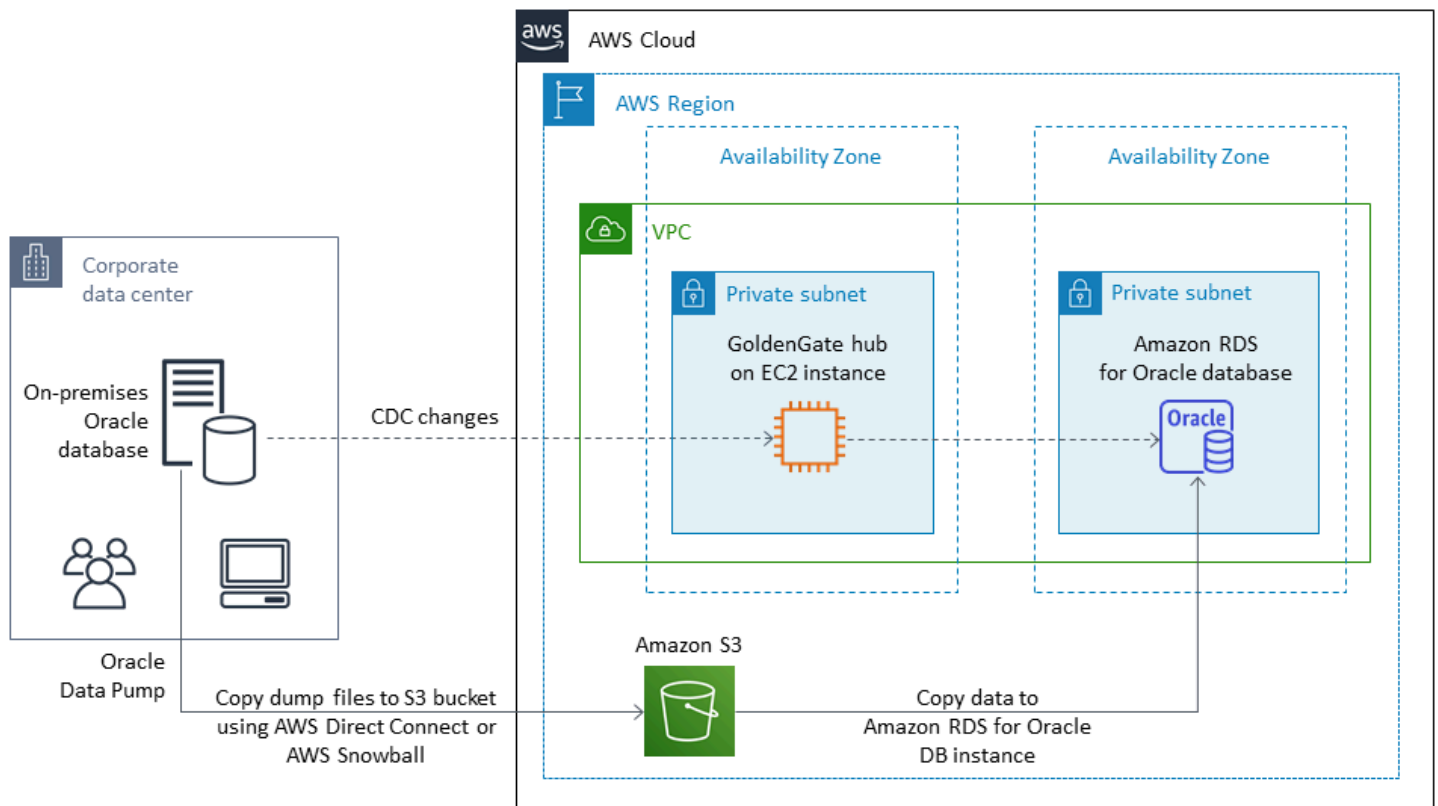 aws
AWS Cloud
AWS Region
Availability Zone
Availability Zone
VPC
Corporate
data center
Private subnet
Private subnet
GoldenGate hub
on EC2 instance
Amazon RDS
for Oracle database
On-premises
Oracle
database
CDC changes
Oracle
Amazon S3
Oracle
Data Pump
Copy dump files to S3 bucket
using AWS Direct Connect or
AWS Snowball
Copy data to
Amazon RDS for Oracle
DB instance